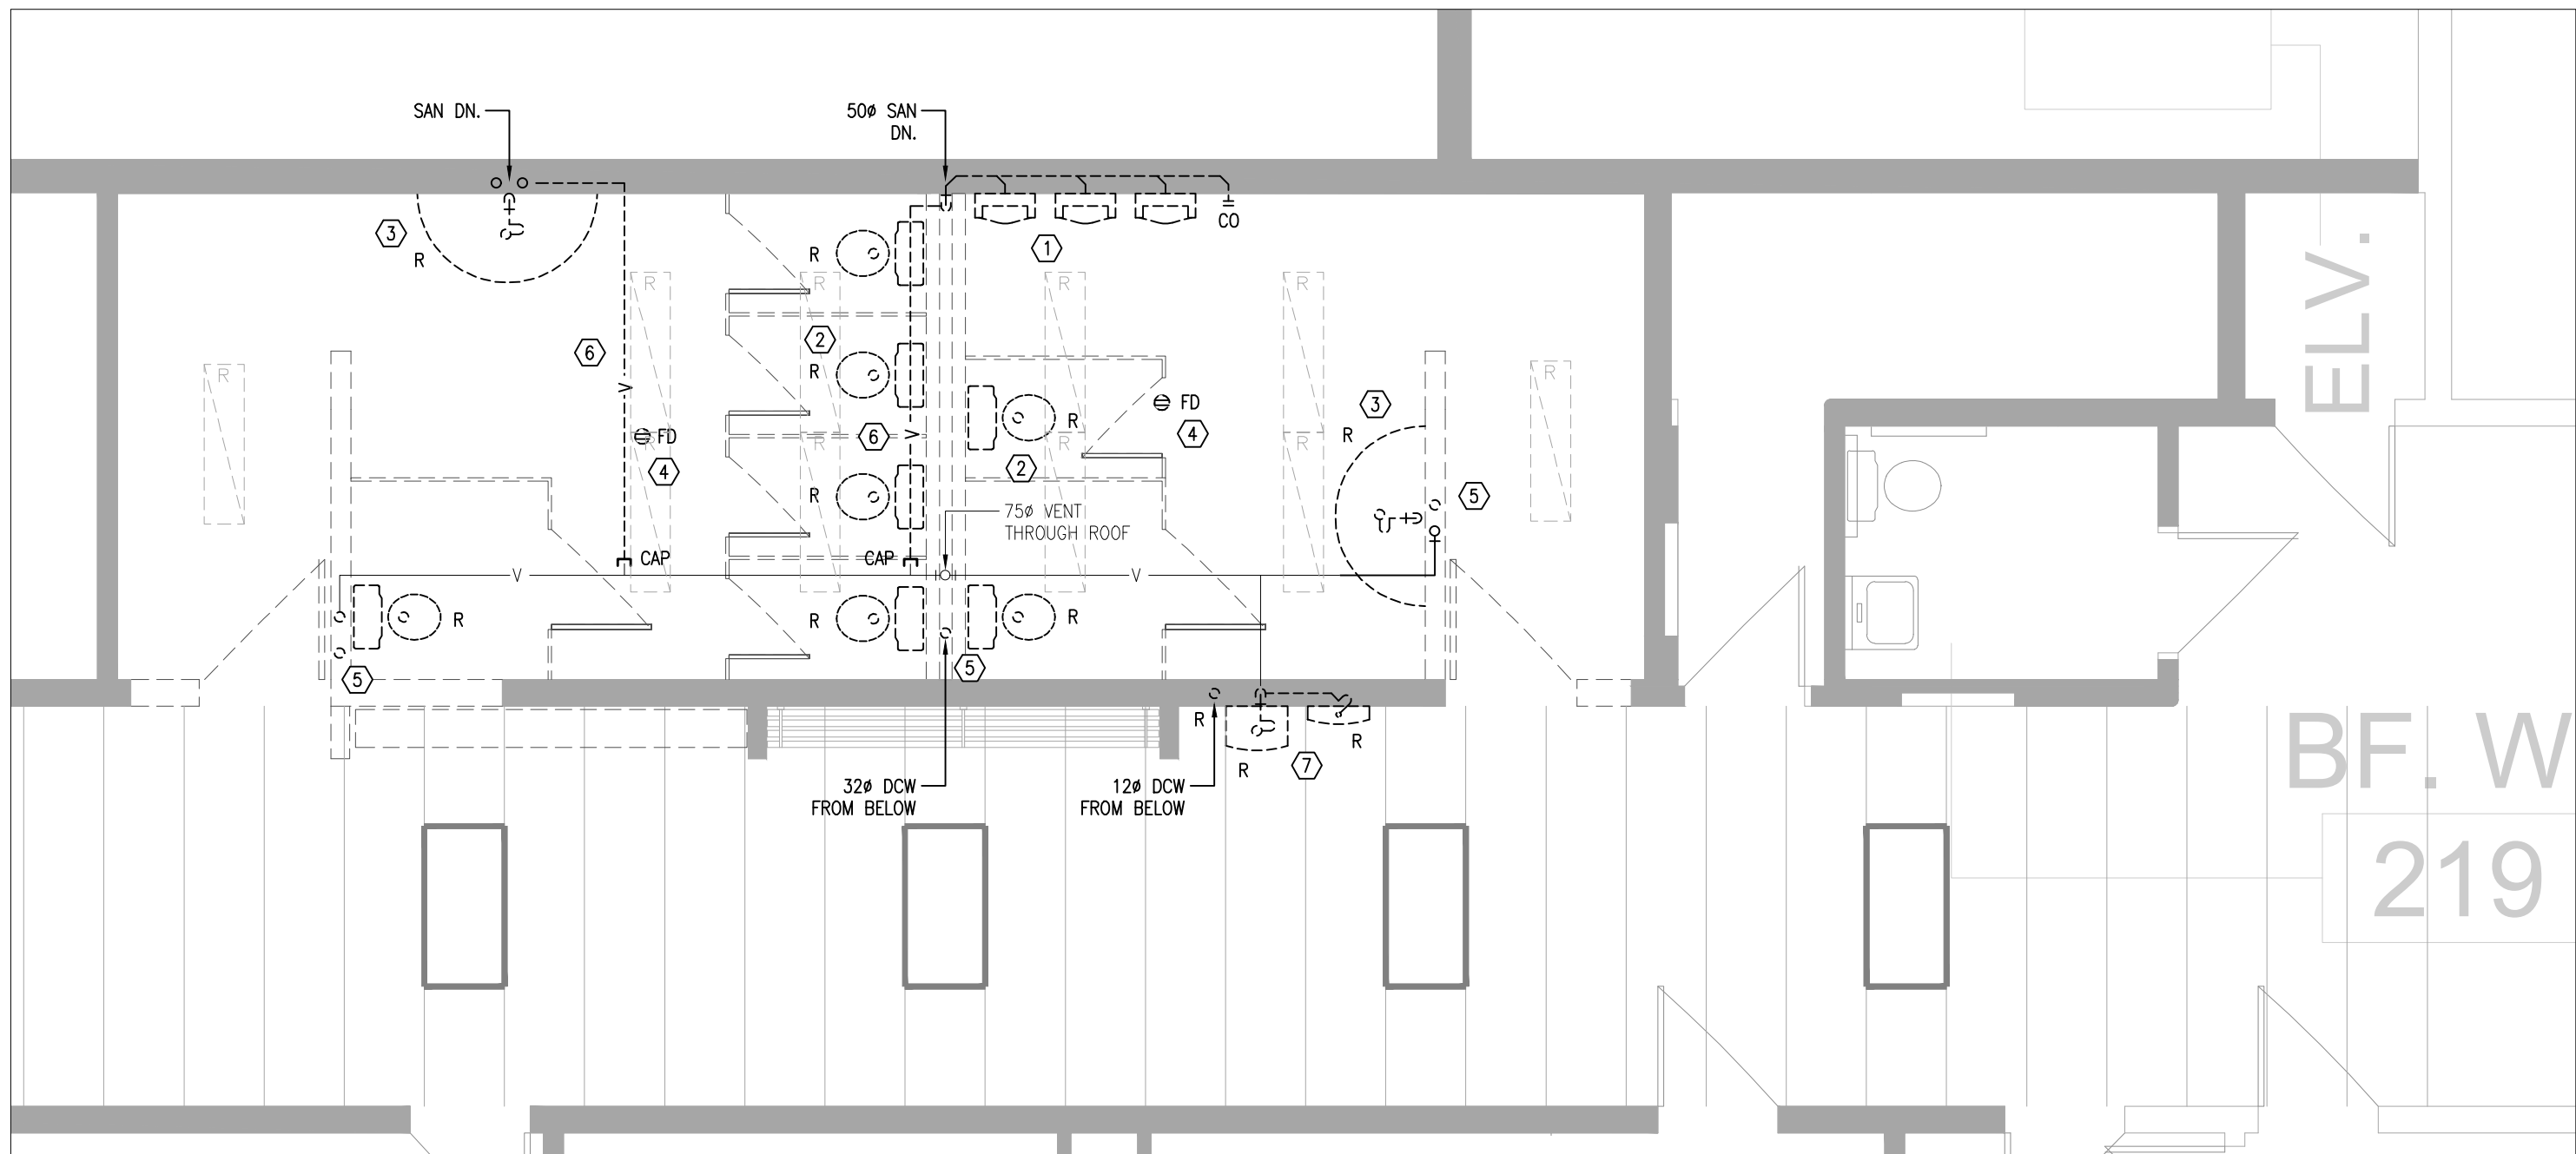 SAN DN.
50ø SAN
DN.
3
R
1
CO
R
R
R
R
R
2
R
6
V
R
R
3
R
FD
4
R
FD
R
R
6
V
R
R
R
4
2
R
5
75ø VENT
THROUGH ROOF
CAP
CAP
V
V
R
R
R
5
5
R
R
R
7
32ø DCW
FROM BELOW
12ø DCW
FROM BELOW
ELV.
BF. W
219